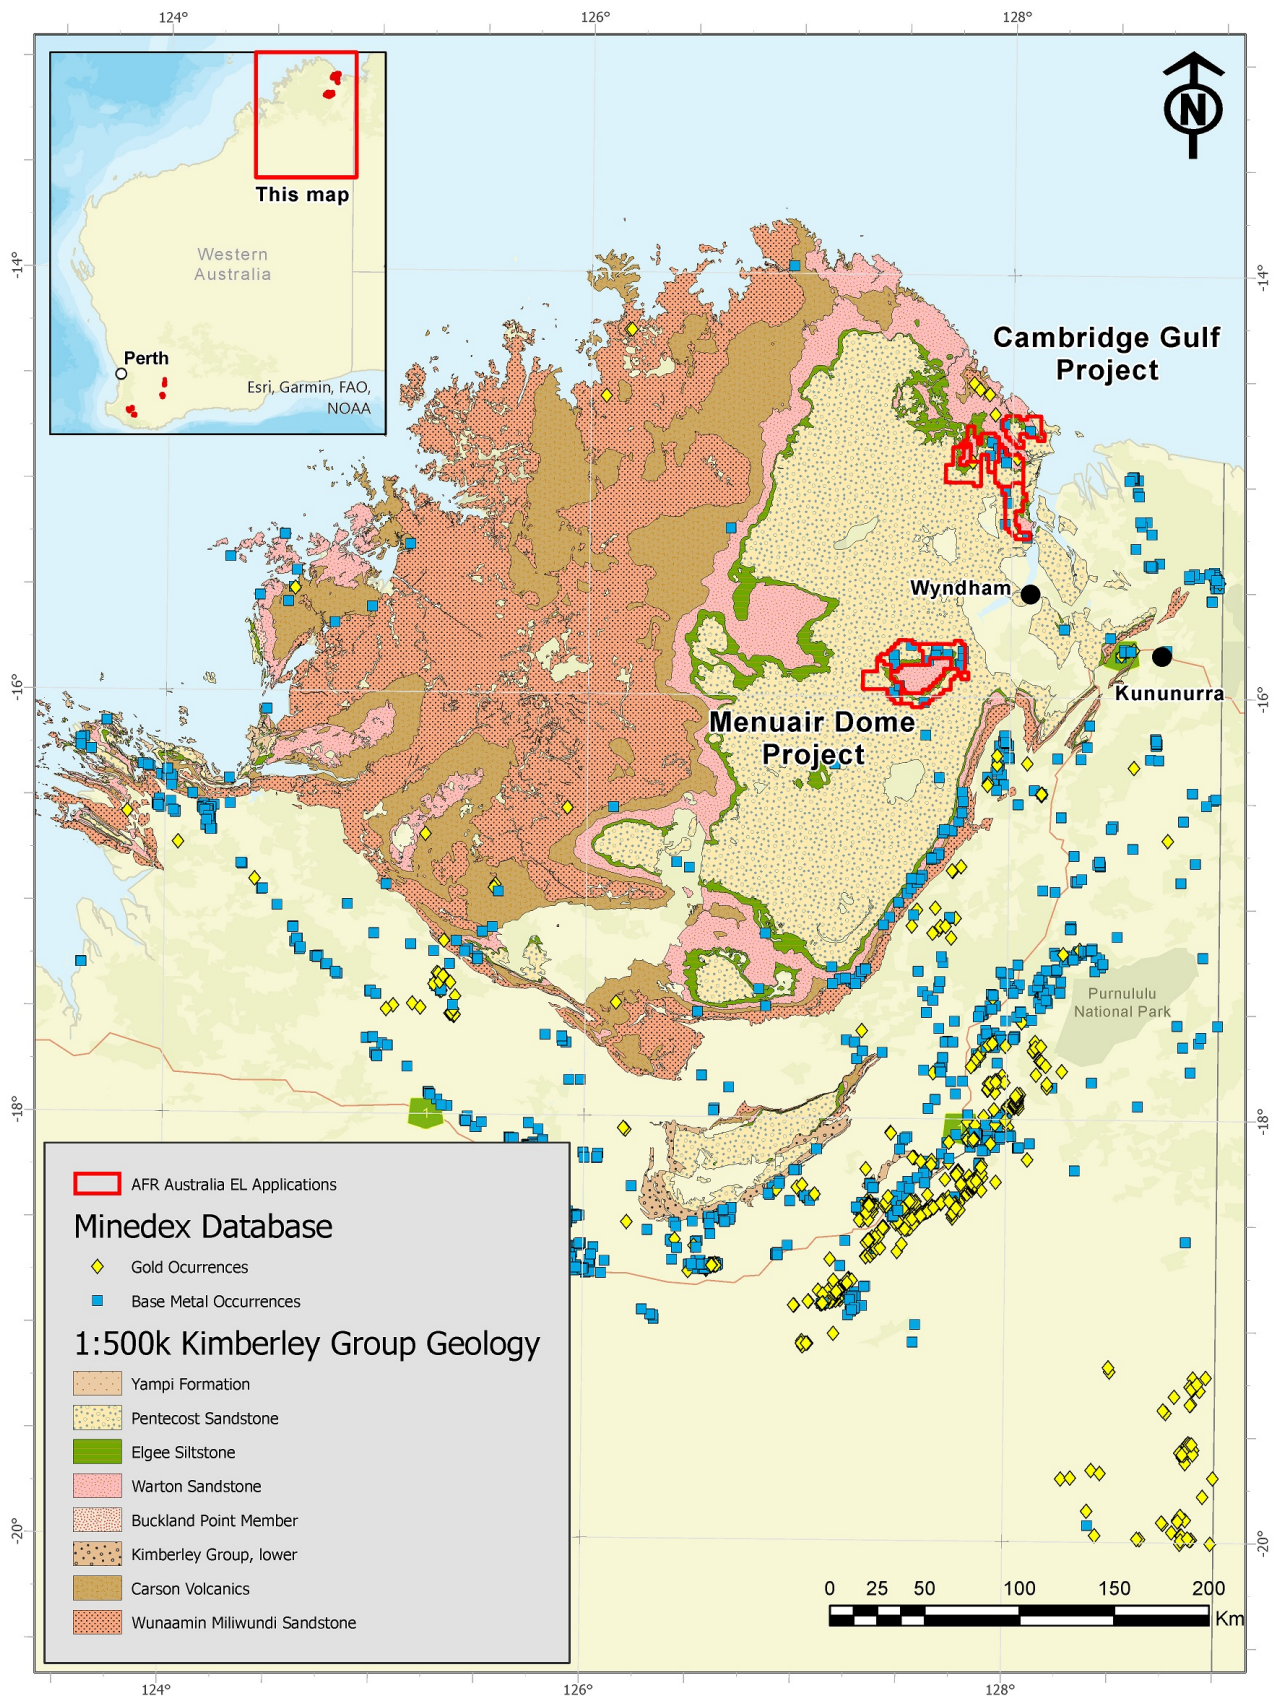 124°
126°
128°
N
This map
Western
Australia
Perth
Esri, Garmin, FAO,
NOAA
-14°
-14°
Cambridge Gulf
Project
Wyndham
Kununurra
-16°
-16°
Menuair Dome
Project
Purnululu
National Park
1
-18°
-18°
AFR Australia EL Applications
Minedex Database
Gold Ocurrences
Base Metal Occurrences
1:500k Kimberley Group Geology
Yampi Formation
Pentecost Sandstone
Elgee Siltstone
Warton Sandstone
Buckland Point Member
Kimberley Group, lower
Carson Volcanics
Wunaamin Miliwundi Sandstone
-20°
-20°
0 25 50 100 150 200
Km
124°
126°
128°